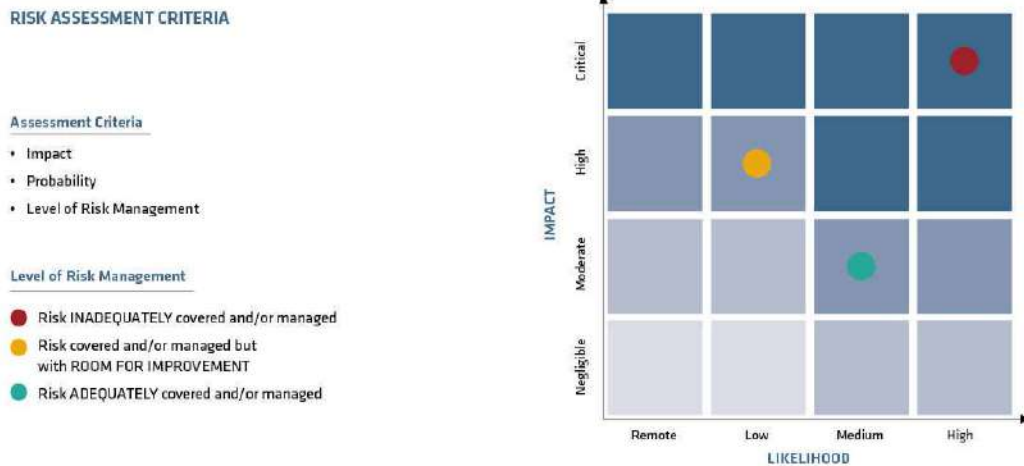 RISK ASSESSMENT CRITERIA
Assessment Criteria
• Impact
• Probability
• Level of Risk Management
Level of Risk Management
Risk INADEQUATELY covered and/or managed
Risk covered and/or managed but
with ROOM FOR IMPROVEMENT
Risk ADEQUATELY covered and/or managed
IMPACT
Critical
High
Moderate
Negligible
Remote
Low
Medium
High
LIKELIHOOD